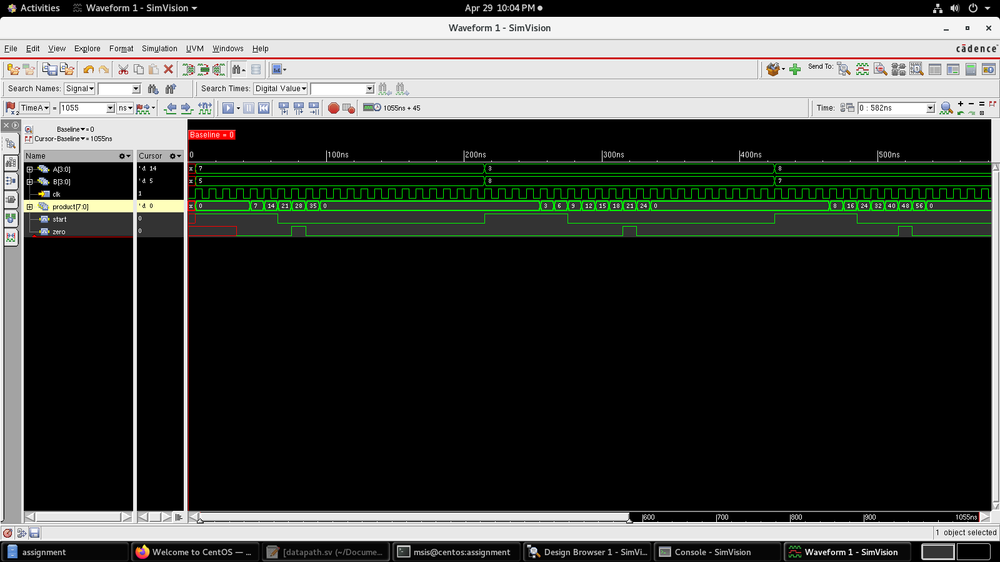 Activities Waveform 1 - SimVision Apr 29 10:04 PM
Waveform 1 - SimVision
File Edit View Explore Format Simulation UVM Windows Help cādence
Send To:
Search Names: Signal Search Times: Digital Value
TimeA = 1055 ns 1055ns + 45 Time: 0 : 582ns
Baseline = 0
Cursor-Baseline = 1055ns
Baseline = 0
Name Cursor 0 100ns 200ns 300ns 400ns 500ns
A[3:0] 'd 14 x 7 3 8
B[3:0] 'd 5 x 5 8 7
clk 1
product[7:0] 'd 0 x 0 7 14 21 28 35 0 3 6 9 12 15 18 21 24 0 8 16 24 32 40 48 56 0
start 0
zero 0
600 700 800 900 1055ns
1 object selected
assignment Welcome to CentOS — ... [datapath.sv (~/Docume... msis@centos:assignment Design Browser 1 - SimVi... Console - SimVision Waveform 1 - SimVision